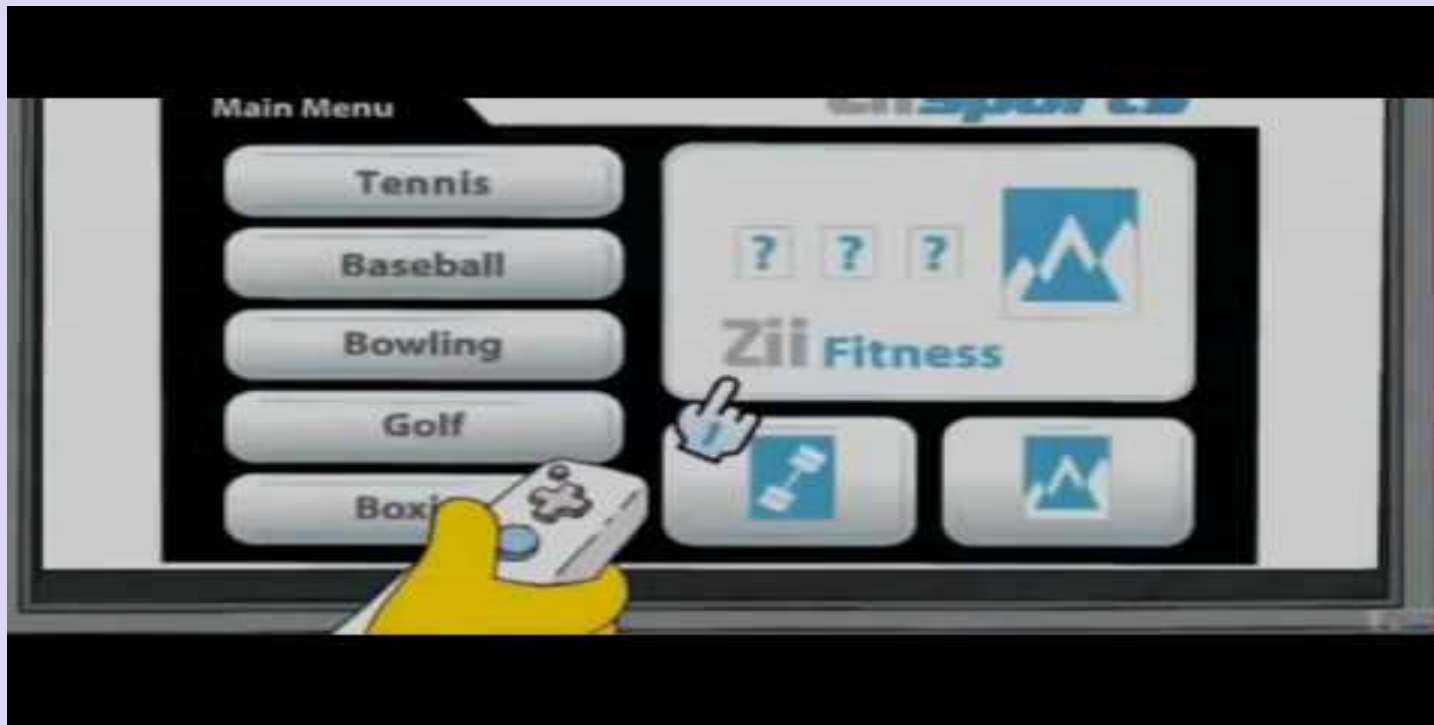 Main Menu
Tennis
Baseball
Bowling
Golf
? ? ?
Zii Fitness